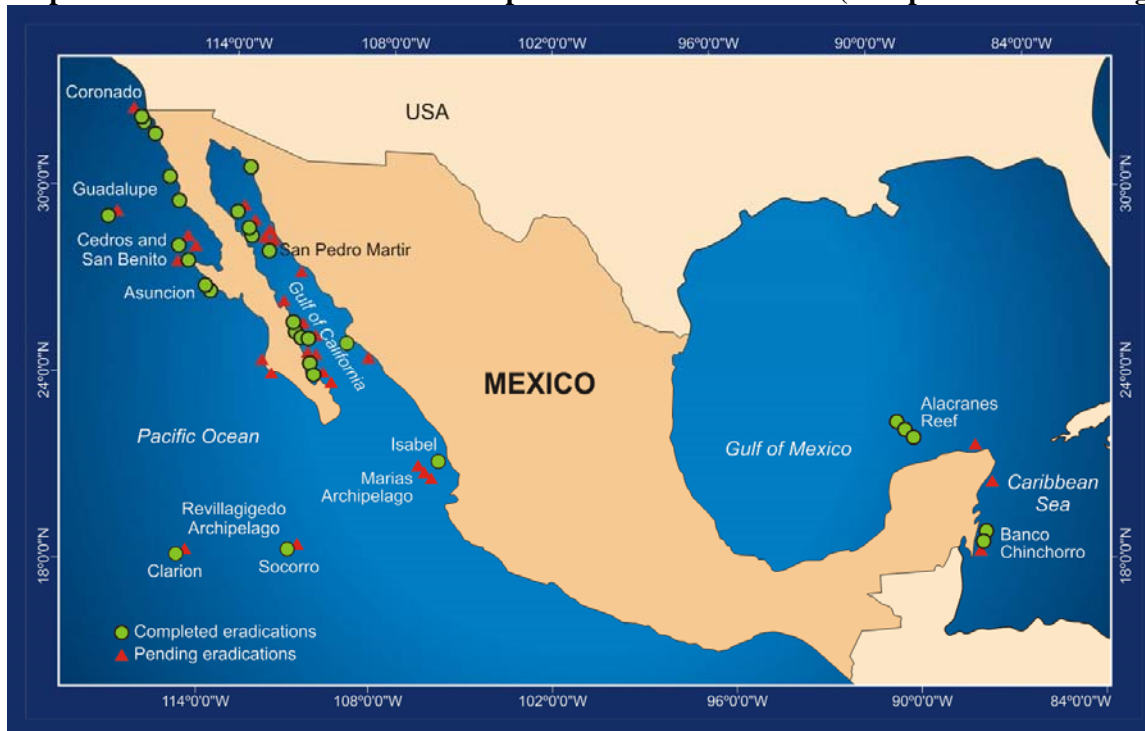 114°0'0"W 108°0'0"W 102°0'0"W 96°0'0"W 90°0'0"W 84°0'0"W
Coronado
USA
30°0'0"N
30°0'0"N
Guadalupe
Cedros and
San Benito
San Pedro Martir
Asuncion
Gulf of California
24°0'0"N
24°0'0"N
MEXICO
Alacranes
Reef
Pacific Ocean
Isabel
Gulf of Mexico
Marias
Archipelago
Caribbean
Sea
Revillagigedo
Archipelago
Banco
Chinchorro
18°0'0"N
18°0'0"N
Clarion
Socorro
Completed eradications
Pending eradications
114°0'0"W 108°0'0"W 102°0'0"W 96°0'0"W 90°0'0"W 84°0'0"W